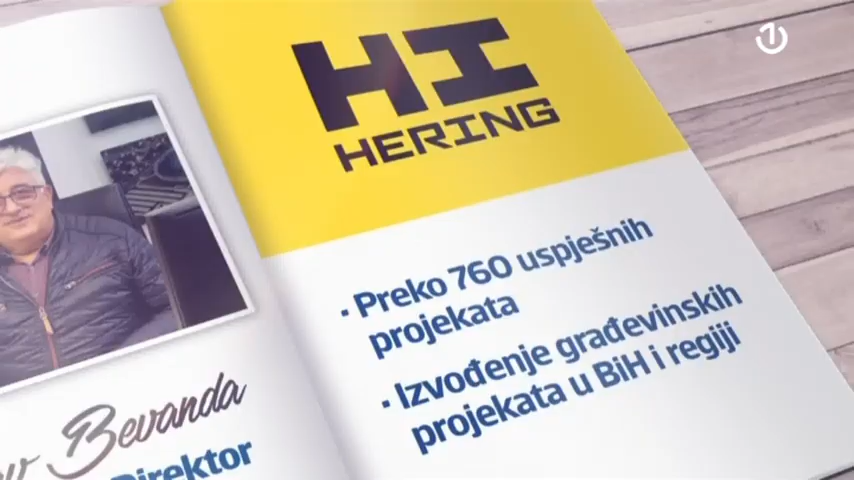 Bevanda
Direktor
HI
HERING
· Preko 760 uspješnih
projekata
· Izvođenje građevinskih
projekata u BiH i regiji